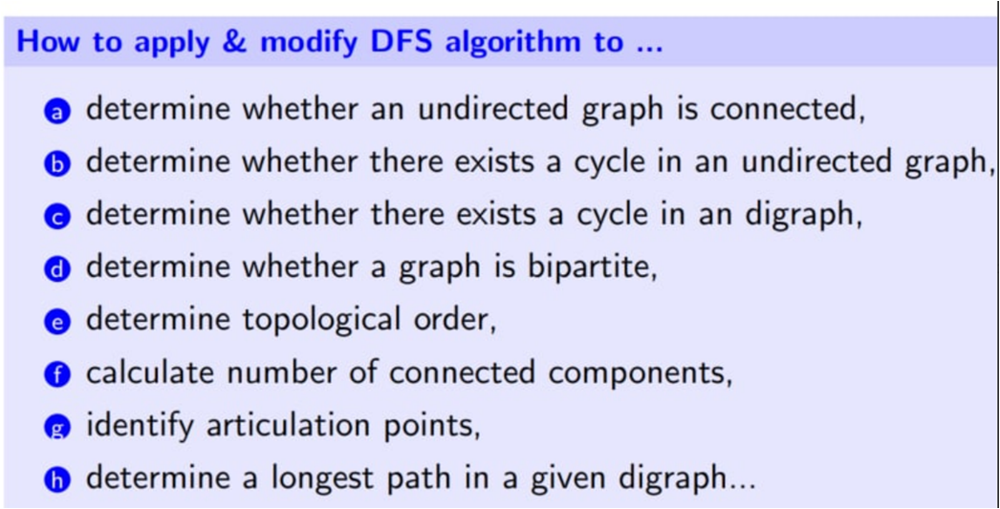 How to apply & modify DFS algorithm to ...
a determine whether an undirected graph is connected,
b determine whether there exists a cycle in an undirected graph,
c determine whether there exists a cycle in an digraph,
d determine whether a graph is bipartite,
e determine topological order,
f calculate number of connected components,
g identify articulation points,
h determine a longest path in a given digraph...